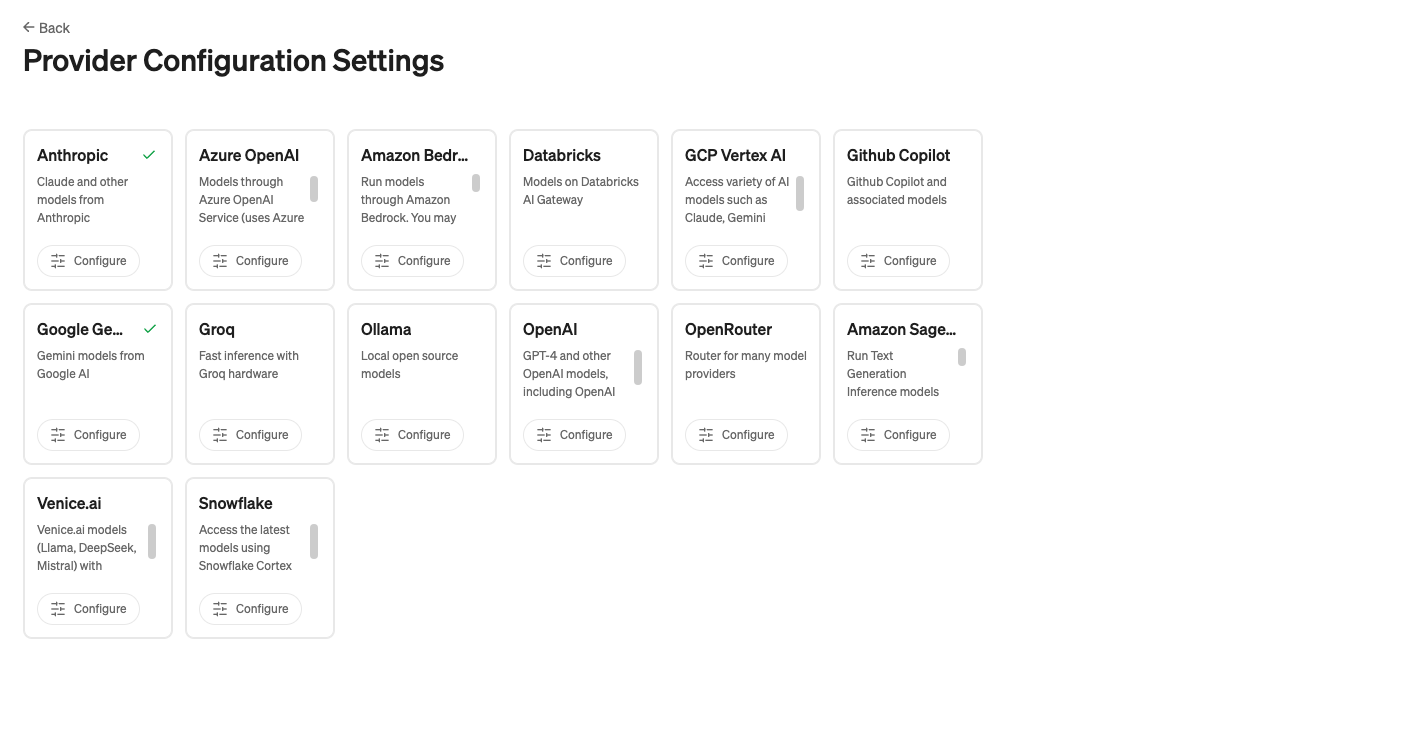 Back
Provider Configuration Settings
Anthropic
Claude and other
models from
Anthropic
Configure
Azure OpenAI
Models through
Azure OpenAI
Service (uses Azure
Configure
Amazon Bedr...
Run models
through Amazon
Bedrock. You may
Configure
Databricks
Models on Databricks
AI Gateway
Configure
GCP Vertex AI
Access variety of AI
models such as
Claude, Gemini
Configure
Github Copilot
Github Copilot and
associated models
Configure
Google Ge...
Gemini models from
Google AI
Configure
Groq
Fast inference with
Groq hardware
Configure
Ollama
Local open source
models
Configure
OpenAI
GPT-4 and other
OpenAI models,
including OpenAI
Configure
OpenRouter
Router for many model
providers
Configure
Amazon Sage...
Run Text
Generation
Inference models
Configure
Venice.ai
Venice.ai models
(Llama, DeepSeek,
Mistral) with
Configure
Snowflake
Access the latest
models using
Snowflake Cortex
Configure